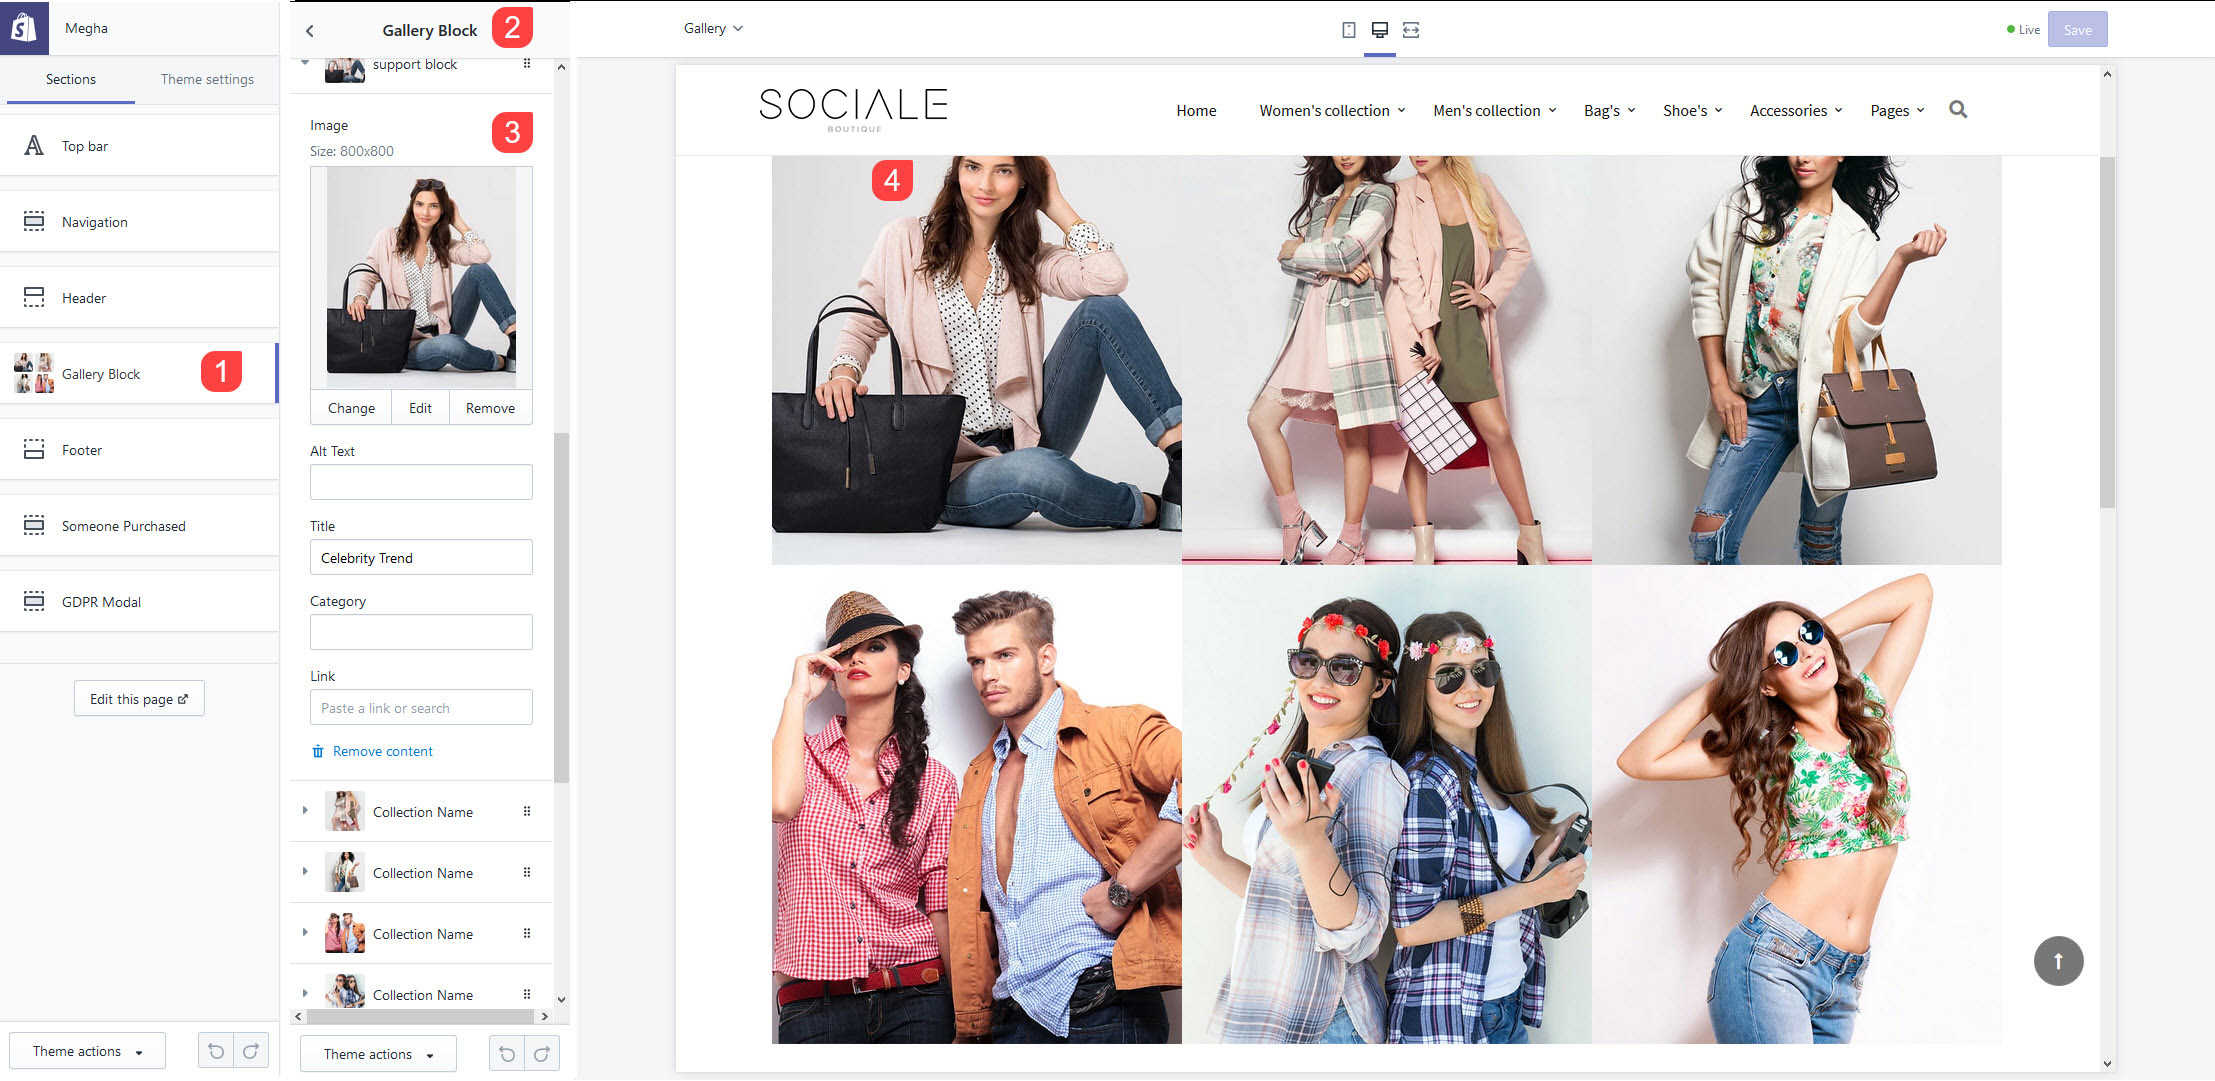 Megha
Sections
Theme settings
Top bar
Navigation
Header
Gallery Block
1
Footer
Someone Purchased
GDPR Modal
Edit this page
Theme actions
Gallery Block
2
support block
Image
3
Size: 800x800
Change
Edit
Remove
Alt Text
Title
Celebrity Trend
Category
Link
Paste a link or search
Remove content
Collection Name
Collection Name
Collection Name
Collection Name
Theme actions
Gallery
Live
Save
SOCIALE
BOUTIQUE
Home
Women's collection
Men's collection
Bag's
Shoe's
Accessories
Pages
4